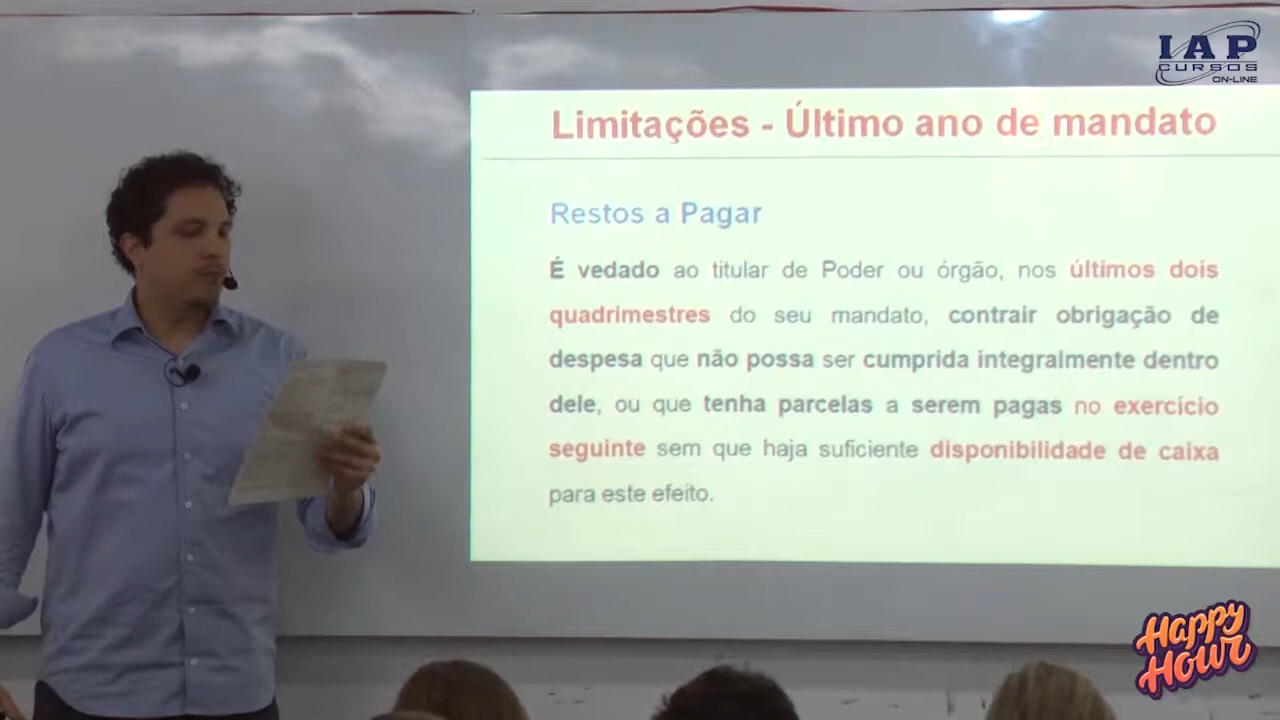 IAP
CURSOS
ON-LINE
Limitações - Último ano de mandato
Restos a Pagar
É vedado ao titular de Poder ou órgão, nos últimos dois
quadrimestres do seu mandato, contrair obrigação de
despesa que não possa ser cumprida integralmente dentro
dele, ou que tenha parcelas a serem pagas no exercício
seguinte sem que haja suficiente disponibilidade de caixa
para este efeito.
Happy
Hour